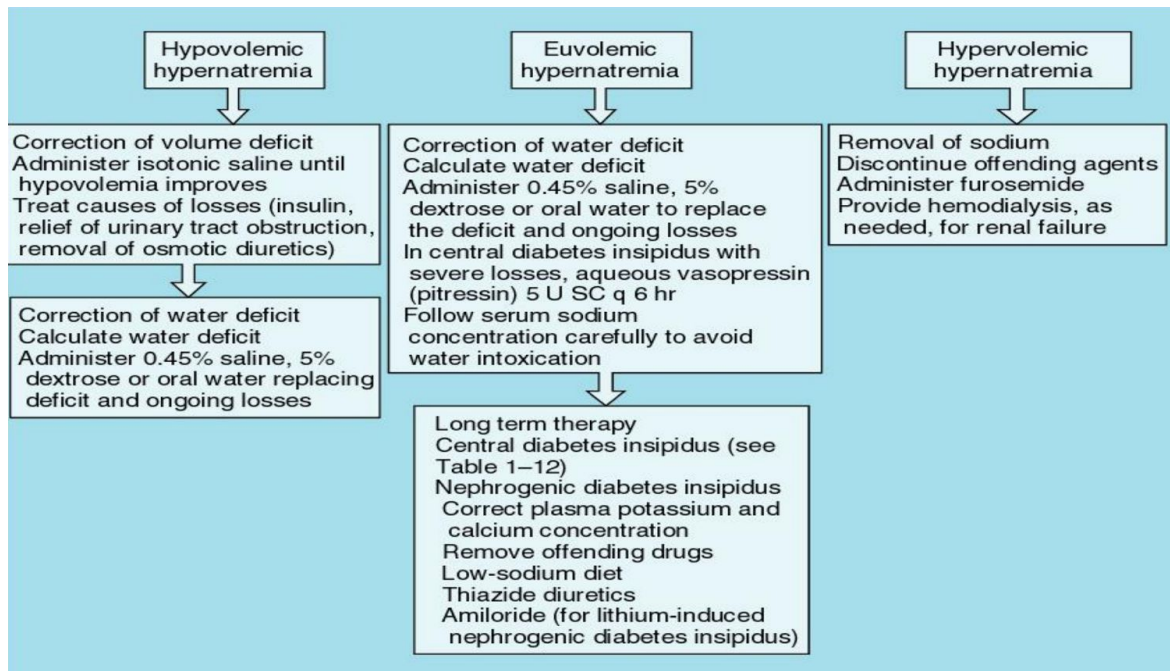 Hypovolemic
hypernatremia
Correction of volume deficit
Administer isotonic saline until
hypovolemia improves
Treat causes of losses (insulin,
relief of urinary tract obstruction,
removal of osmotic diuretics)
Correction of water deficit
Calculate water deficit
Administer 0.45% saline, 5%
dextrose or oral water replacing
deficit and ongoing losses
Euvolemic
hypernatremia
Correction of water deficit
Calculate water deficit
Administer 0.45% saline, 5%
dextrose or oral water to replace
the deficit and ongoing losses
In central diabetes insipidus with
severe losses, aqueous vasopressin
(pitressin) 5 U SC q 6 hr
Follow serum sodium
concentration carefully to avoid
water intoxication
Long term therapy
Central diabetes insipidus (see
Table 1–12)
Nephrogenic diabetes insipidus
Correct plasma potassium and
calcium concentration
Remove offending drugs
Low-sodium diet
Thiazide diuretics
Amiloride (for lithium-induced
nephrogenic diabetes insipidus)
Hypervolemic
hypernatremia
Removal of sodium
Discontinue offending agents
Administer furosemide
Provide hemodialysis, as
needed, for renal failure